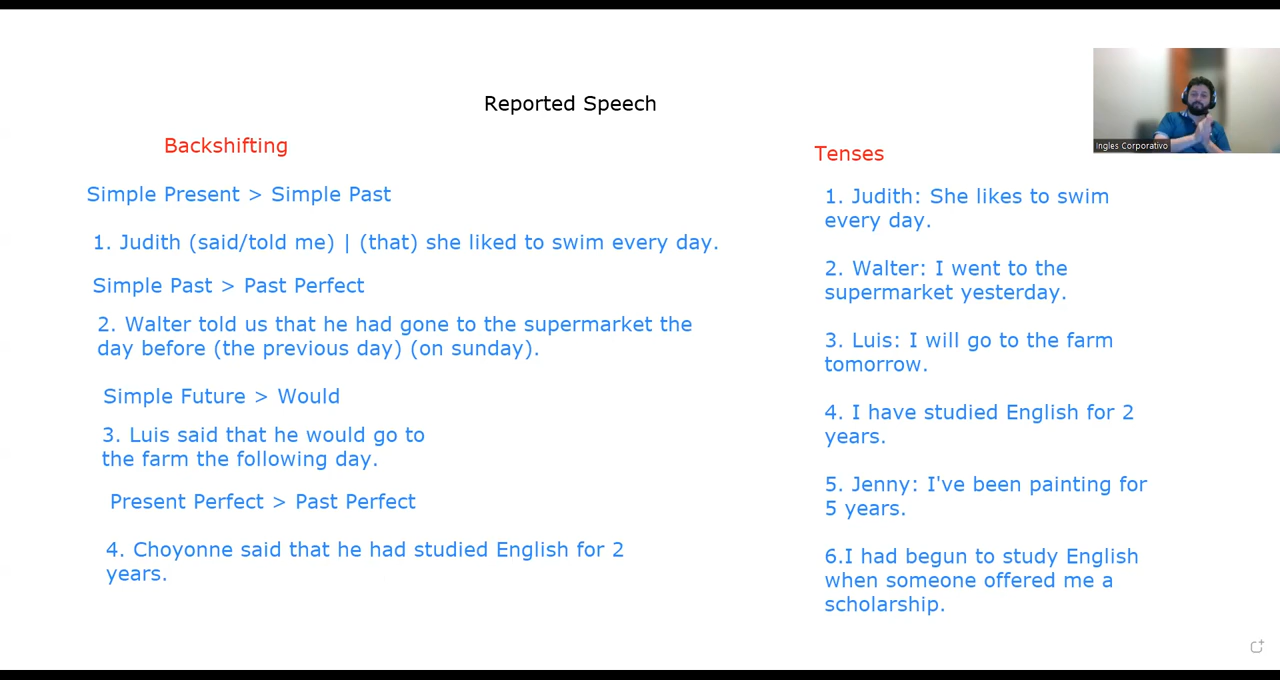 Reported Speech
Backshifting
Simple Present > Simple Past
1. Judith (said/told me) | (that) she liked to swim every day.
Simple Past > Past Perfect
2. Walter told us that he had gone to the supermarket the
day before (the previous day) (on sunday).
Simple Future > Would
3. Luis said that he would go to
the farm the following day.
Present Perfect > Past Perfect
4. Choyonne said that he had studied English for 2
years.
Tenses
1. Judith: She likes to swim
every day.
2. Walter: I went to the
supermarket yesterday.
3. Luis: I will go to the farm
tomorrow.
4. I have studied English for 2
years.
5. Jenny: I've been painting for
5 years.
6.I had begun to study English
when someone offered me a
scholarship.
Ingles Corporativo